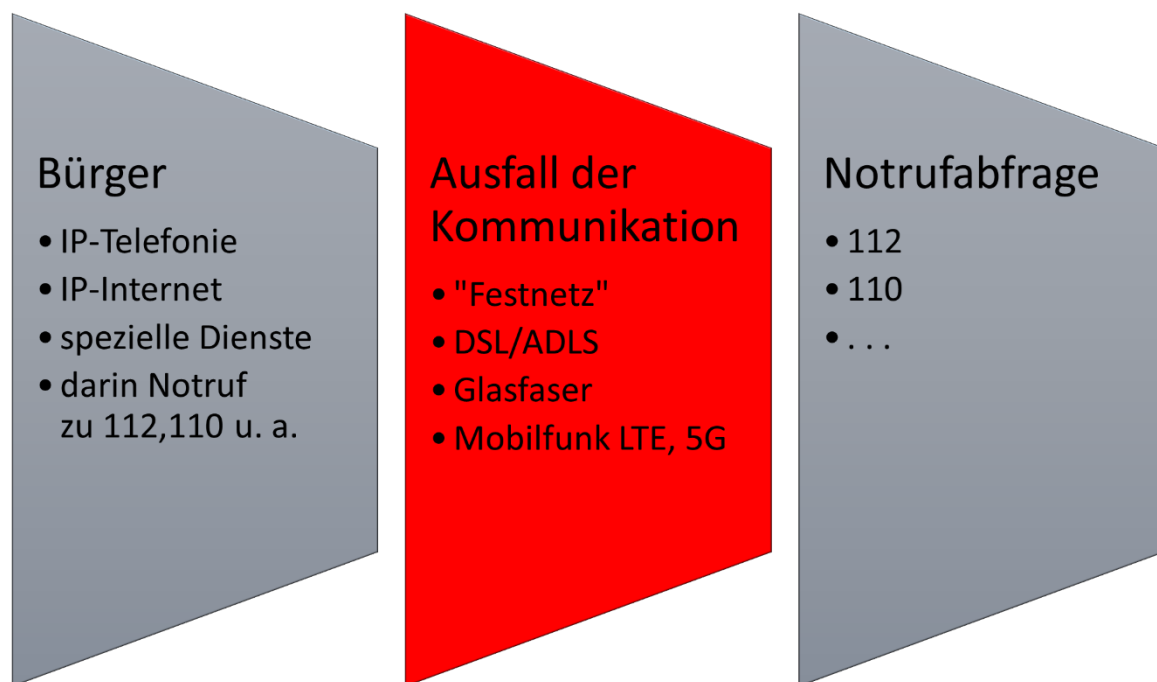 Bürger
• IP-Telefonie
• IP-Internet
• spezielle Dienste
• darin Notruf
zu 112,110 u. a.
Ausfall der
Kommunikation
• "Festnetz"
• DSL/ADLS
• Glasfaser
• Mobilfunk LTE, 5G
Notrufabfrage
• 112
• 110
• . . .